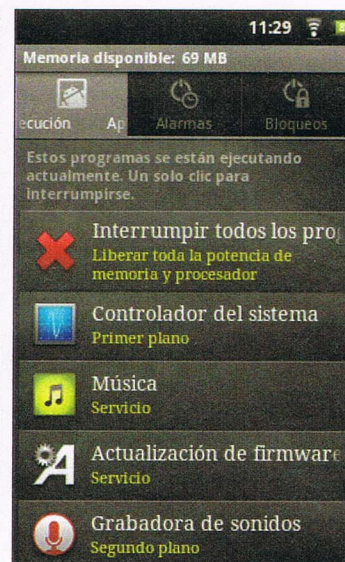 11:29
Memoria disponible: 69 MB
ecución Ap Alarmas Bloqueos
Estos programas se están ejecutando
actualmente. Un solo clic para
interrumpirse.
Interrumpir todos los pro
Liberar toda la potencia de
memoria y procesador
Controlador del sistema
Primer plano
Música
Servicio
Actualización de firmware
Servicio
Grabadora de sonidos
Segundo plano